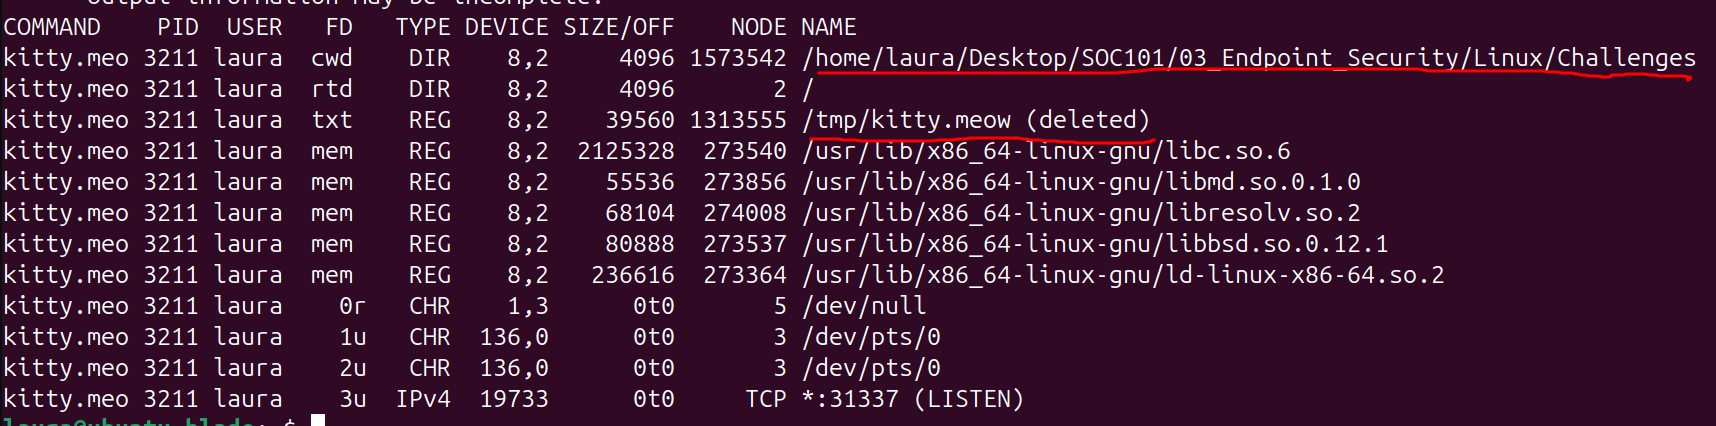 output information may be incomplete.
COMMAND PID USER FD TYPE DEVICE SIZE/OFF NODE NAME
kitty.meo 3211 laura cwd DIR 8,2 4096 1573542 /home/laura/Desktop/SOC101/03_Endpoint_Security/Linux/Challenges
kitty.meo 3211 laura rtd DIR 8,2 4096 2 /
kitty.meo 3211 laura txt REG 8,2 39560 1313555 /tmp/kitty.meow (deleted)
kitty.meo 3211 laura mem REG 8,2 2125328 273540 /usr/lib/x86_64-linux-gnu/libc.so.6
kitty.meo 3211 laura mem REG 8,2 55536 273856 /usr/lib/x86_64-linux-gnu/libmd.so.0.1.0
kitty.meo 3211 laura mem REG 8,2 68104 274008 /usr/lib/x86_64-linux-gnu/libresolv.so.2
kitty.meo 3211 laura mem REG 8,2 80888 273537 /usr/lib/x86_64-linux-gnu/libbsd.so.0.12.1
kitty.meo 3211 laura mem REG 8,2 236616 273364 /usr/lib/x86_64-linux-gnu/ld-linux-x86-64.so.2
kitty.meo 3211 laura 0r CHR 1,3 0t0 5 /dev/null
kitty.meo 3211 laura 1u CHR 136,0 0t0 3 /dev/pts/0
kitty.meo 3211 laura 2u CHR 136,0 0t0 3 /dev/pts/0
kitty.meo 3211 laura 3u IPv4 19733 0t0 TCP *:31337 (LISTEN)